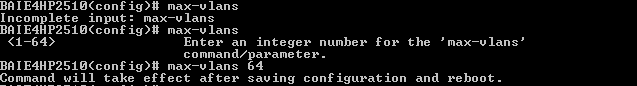 BAIE4HP2510(config)# max-vlans
Incomplete input: max-vlans
BAIE4HP2510(config)# max-vlans
<1-64> Enter an integer number for the 'max-vlans'
command/parameter.
BAIE4HP2510(config)# max-vlans 64
Command will take effect after saving configuration and reboot.